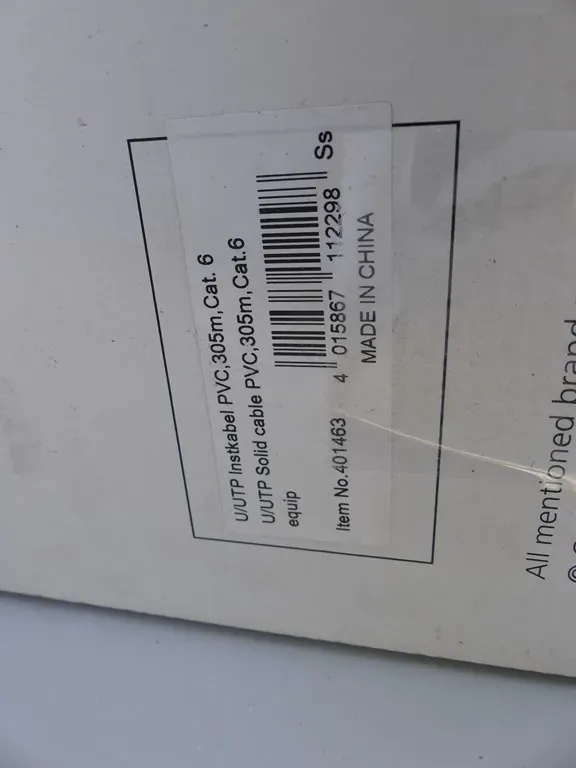 U/UTP Instkabel PVC,305m,Cat. 6
U/UTP Solid cable PVC,305m,Cat.6
equip
Ss
4 015867 112298
Item No.401463
MADE IN CHINA
All mentioned brand
©